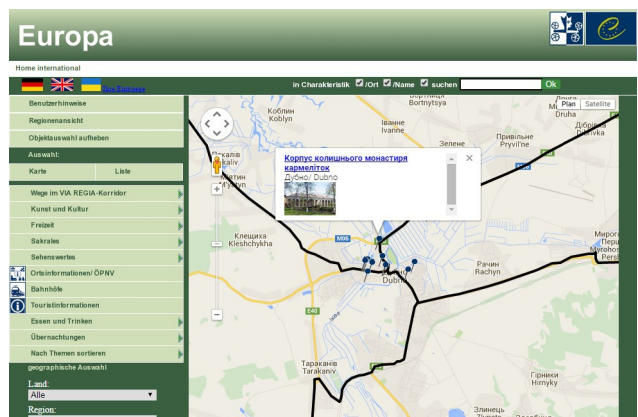 Europa
Home international
in Charakteristik /Ort /Name suchen Ok
Benutzerhinweise
Regionenansicht
Objektauswahl aufheben
Auswahl:
Karte Liste
Wege im VIA REGIA-Korridor
Kunst und Kultur
Freizeit
Sakrales
Sehenswertes
Ortsinformationen/ ÖPNV
Bahnhöfe
Touristinformationen
Essen und Trinken
Übernachtungen
Nach Themen sortieren
geographische Auswahl
Land:
Alle
Region:
Plan Satellite
Bortnytsya
Druha
Коблин
Koblyn
Іванне
Ivanne
Зелене
Привільне
Pryvil'ne
Корпус колишнього монастиря
кармеліток
Дубно/ Dubno
Клещиха
Kleshchykha
M06
Рачин
Rachyn
Dubno
E40
Тараканів
Tarakaniv
Гірники
Hirnyky
Злинець